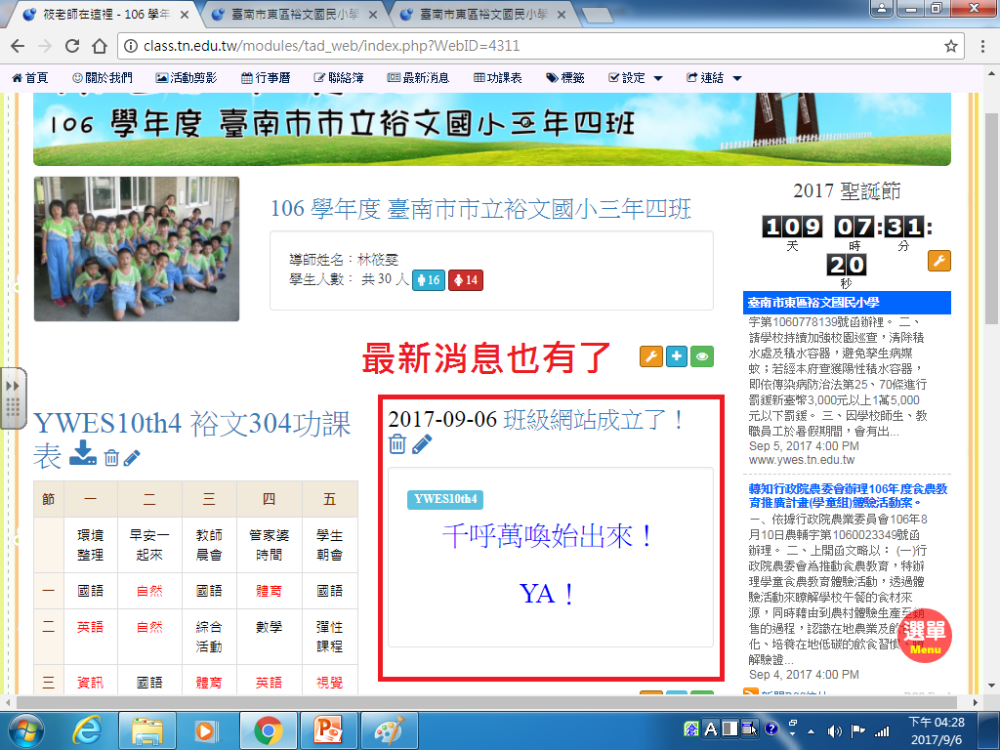 筱老師在這裡 - 106 學年
臺南市東區裕文國民小學
臺南市東區裕文國民小學
class.tn.edu.tw/modules/tad_web/index.php?WebID=4311
首頁 關於我們 活動剪影 行事曆 聯絡簿 最新消息 功課表 標籤 設定 連結
106 學年度 臺南市市立裕文國小三年四班
106 學年度 臺南市市立裕文國小三年四班
導師姓名：林筱雯
學生人數： 共 30 人 16 14
2017 聖誕節
109 07:31:
天 時 分
20
秒
最新消息也有了
YWES10th4 裕文304功課
表
節 一 二 三 四 五
環境整理 早安一起來 教師晨會 管家婆時間 學生朝會
一 國語 自然 國語 體育 國語
二 英語 自然 綜合活動 數學 彈性課程
三 資訊 國語 體育 英語 視覺
2017-09-06 班級網站成立了！
YWES10th4
千呼萬喚始出來！
YA！
臺南市東區裕文國民小學
字第1060778139號函辦裡。 二、
請學校持續加強校園巡查，清除積
水處及積水容器，避免孳生病媒
蚊；若經本府查獲陽性積水容器，
即依傳染病防治法第25、70條進行
罰鍰新臺幣3,000元以上1萬5,000
元以下罰鍰。 三、因學校師生、教
職員工於暑假期間，會有出...
Sep 5, 2017 4:00 PM
www.ywes.tn.edu.tw
轉知行政院農委會辦理106年度食農教
育推廣計畫(學童組)體驗活動案。
一、依據行政院農業委員會106年8
月10日農輔字第1060023349號函
辦理。 二、上開函文略以： (一)行
政院農委會為推動食農教育，特辦
理學童食農教育體驗活動，透過體
驗活動來瞭解學校午餐的食材來
源，同時藉由到農村體驗生產至銷
售的過程，認識在地農業及飲
化、培養在地低碳的飲食習慣、
解驗證...
Sep 4, 2017 4:00 PM
選單
Menu
下午 04:28
2017/9/6